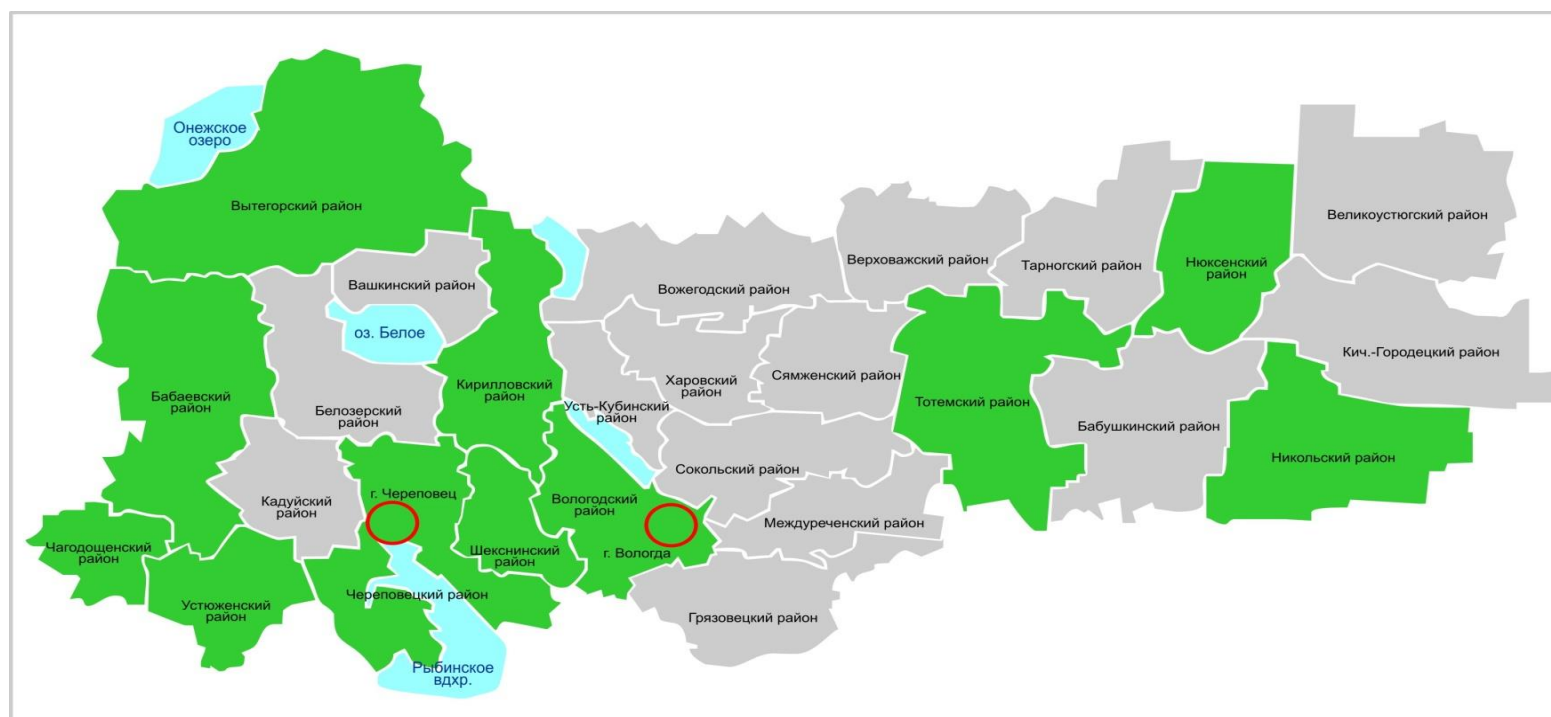 Онежское
озеро
Вытегорский район
Великоустюгский район
Верховажский район
Тарногский район
Нюксенский
район
Вашкинский район
Вожегодский район
оз. Белое
Кич.-Городецкий район
Бабаевский
район
Кирилловский
район
Харовский
район
Сямженский район
Тотемский район
Белозерский
район
Усть-Кубинский
район
Бабушкинский район
Никольский район
Сокольский район
Кадуйский
район
г. Череповец
Вологодский
район
Междуреченский район
Чагодощенский
район
Шекснинский
район
г. Вологда
Устюженский
район
Череповецкий район
Грязовецкий район
Рыбинское
вдхр.